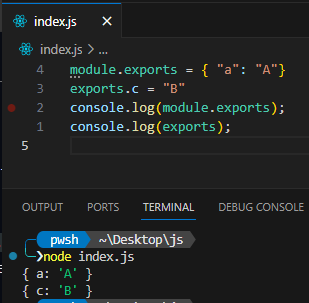 index.js ×
index.js > ...
4 module.exports = { "a": "A"}
3 exports.c = "B"
2 console.log(module.exports);
1 console.log(exports);
5
OUTPUT PORTS TERMINAL DEBUG CONSOLE
pwsh ~\Desktop\js
❯node index.js
{ a: 'A' }
{ c: 'B' }